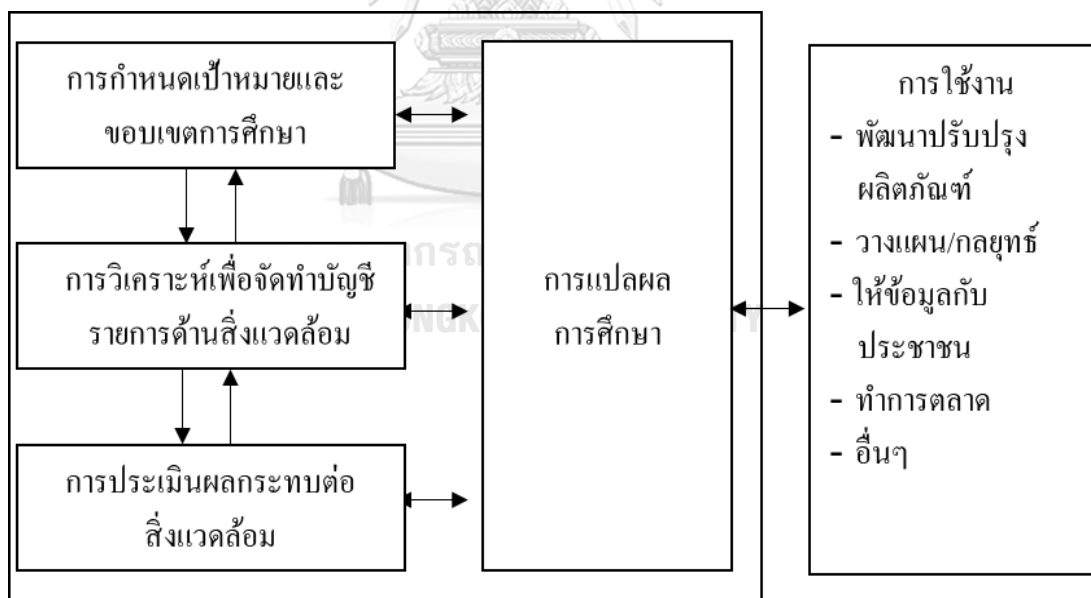 การกำหนดเป้าหมายและ
ขอบเขตการศึกษา
การวิเคราะห์เพื่อจัดทำบัญชี
รายการด้านสิ่งแวดล้อม
การประเมินผลกระทบต่อ
สิ่งแวดล้อม
การแปลผล
การศึกษา
การใช้งาน
- พัฒนาปรับปรุง
ผลิตภัณฑ์
- วางแผน/กลยุทธ์
- ให้ข้อมูลกับ
ประชาชน
- ทำการตลาด
- อื่นๆ